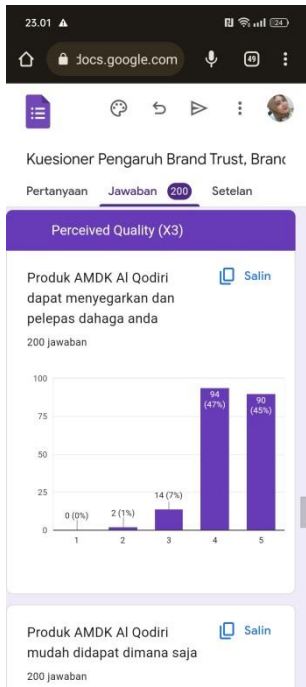 23.01
24
docs.google.com
49
Kuesioner Pengaruh Brand Trust, Branc
Pertanyaan Jawaban 200 Setelan
Perceived Quality (X3)
Produk AMDK Al Qodiri Salin
dapat menyegarkan dan
pelepas dahaga anda
200 jawaban
100
75
50
25
0
0 (0%)
2 (1%)
14 (7%)
94
(47%)
90
(45%)
1 2 3 4 5
Produk AMDK Al Qodiri Salin
mudah didapat dimana saja
200 jawaban